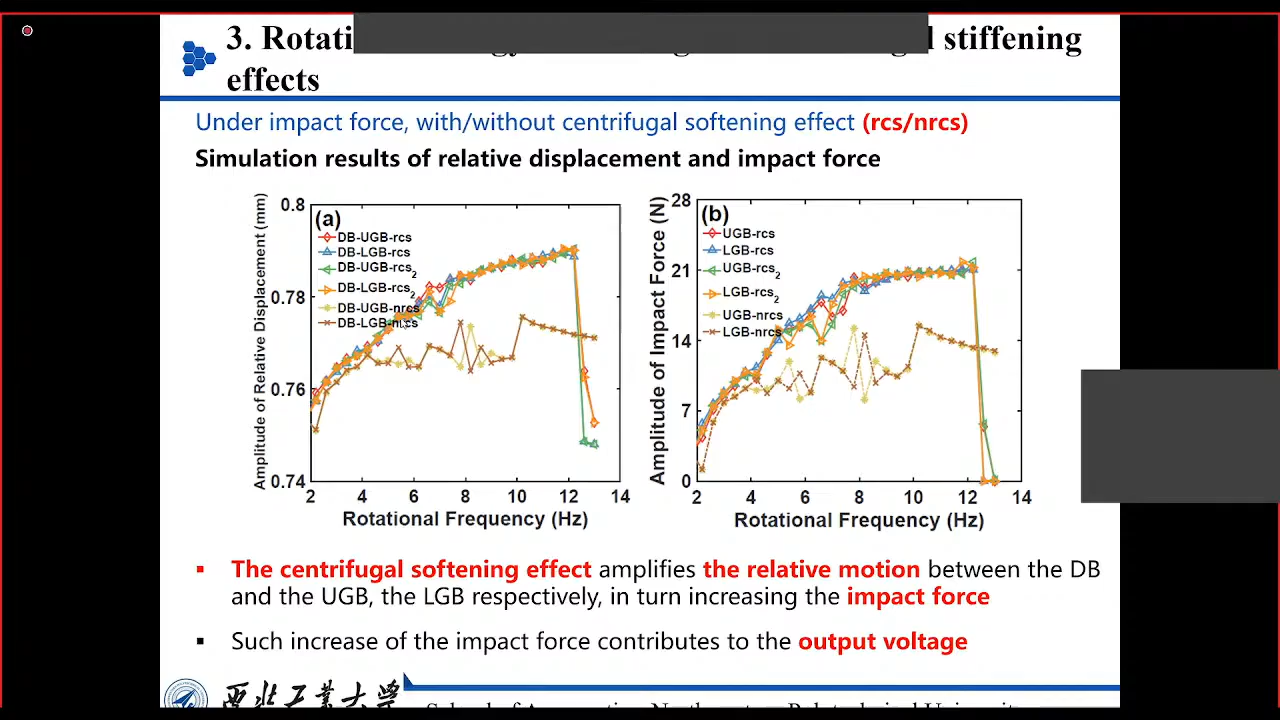 3. Rotati stiffening
effects
Under impact force, with/without centrifugal softening effect (rcs/nrcs)
Simulation results of relative displacement and impact force
(a)
DB-UGB-rcs
DB-LGB-rcs
DB-UGB-rcs2
DB-LGB-rcs2
DB-UGB-nrcs
DB-LGB-nrcs
Amplitude of Relative Displacement (mm)
0.8
0.78
0.76
0.74
2 4 6 8 10 12 14
Rotational Frequency (Hz)
(b)
UGB-rcs
LGB-rcs
UGB-rcs2
LGB-rcs2
UGB-nrcs
LGB-nrcs
Amplitude of Impact Force (N)
28
21
14
7
0
2 4 6 8 10 12 14
Rotational Frequency (Hz)
▪ The centrifugal softening effect amplifies the relative motion between the DB
and the UGB, the LGB respectively, in turn increasing the impact force
▪ Such increase of the impact force contributes to the output voltage
西北工业大学